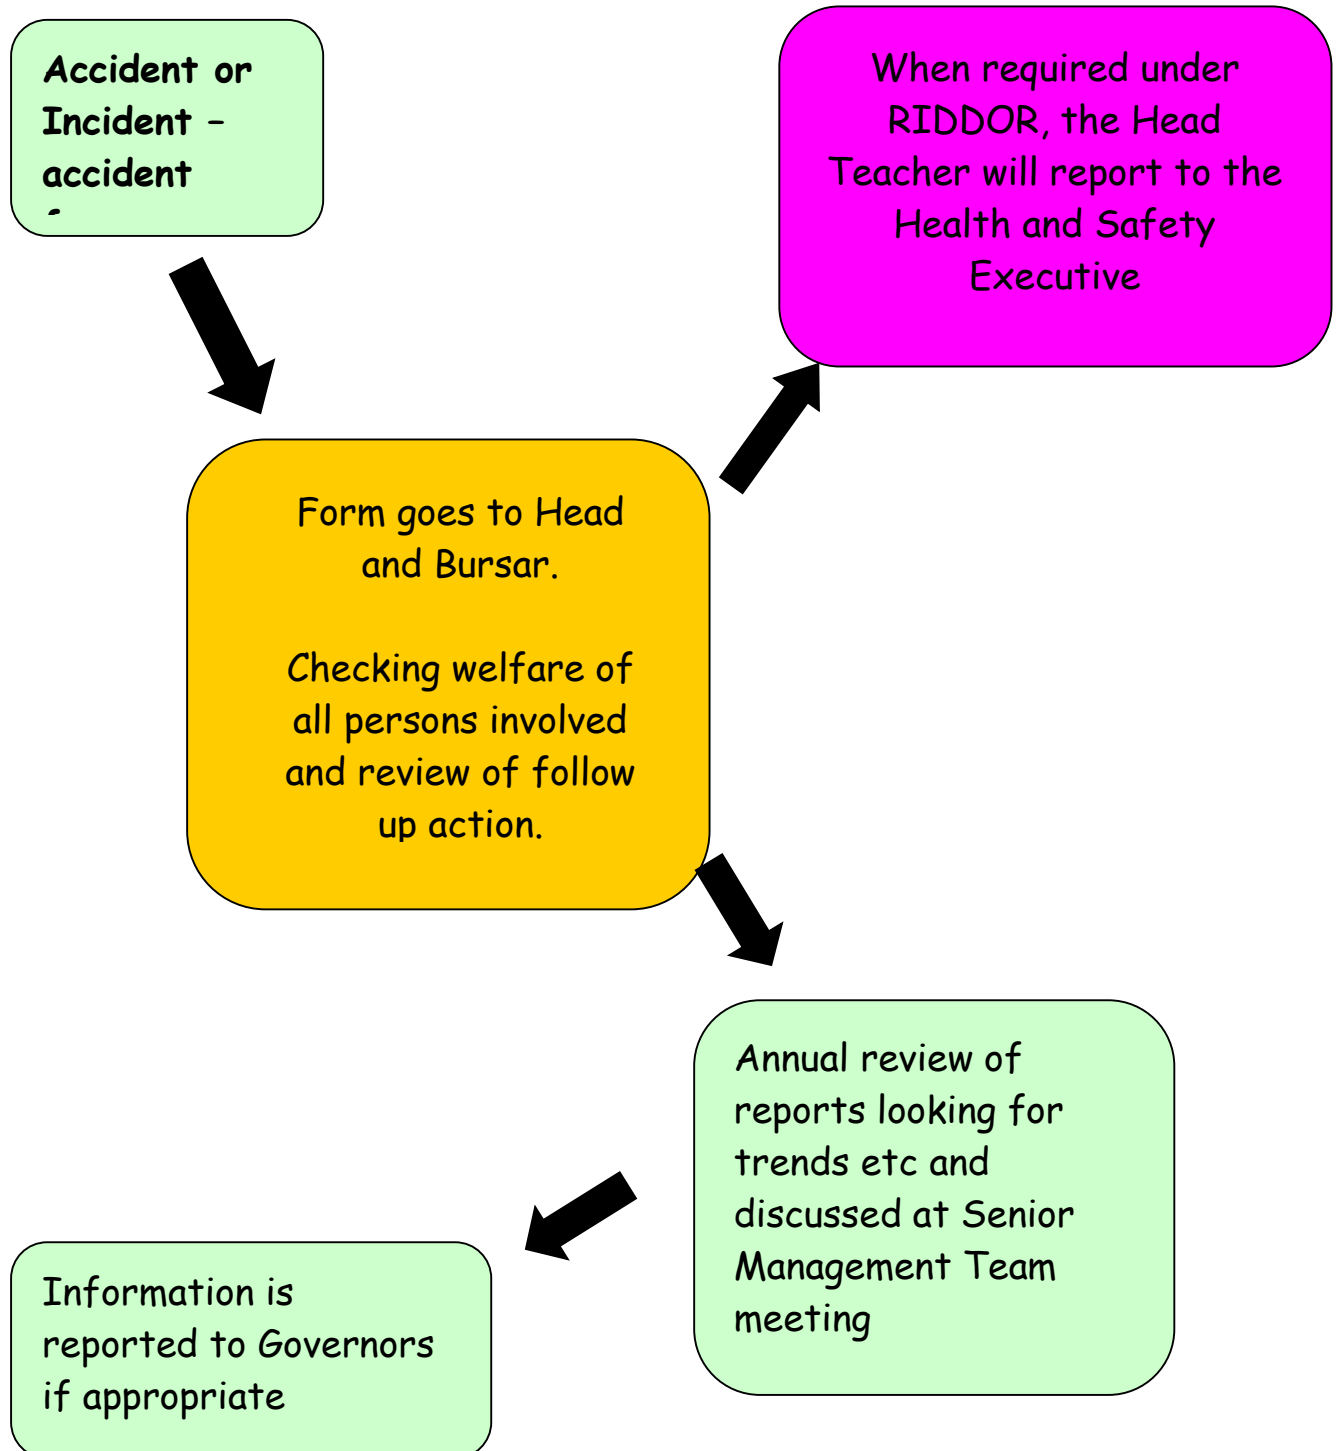 Accident or
Incident –
accident
When required under
RIDDOR, the Head
Teacher will report to the
Health and Safety
Executive
Form goes to Head
and Bursar.
Checking welfare of
all persons involved
and review of follow
up action.
Annual review of
reports looking for
trends etc and
discussed at Senior
Management Team
meeting
Information is
reported to Governors
if appropriate